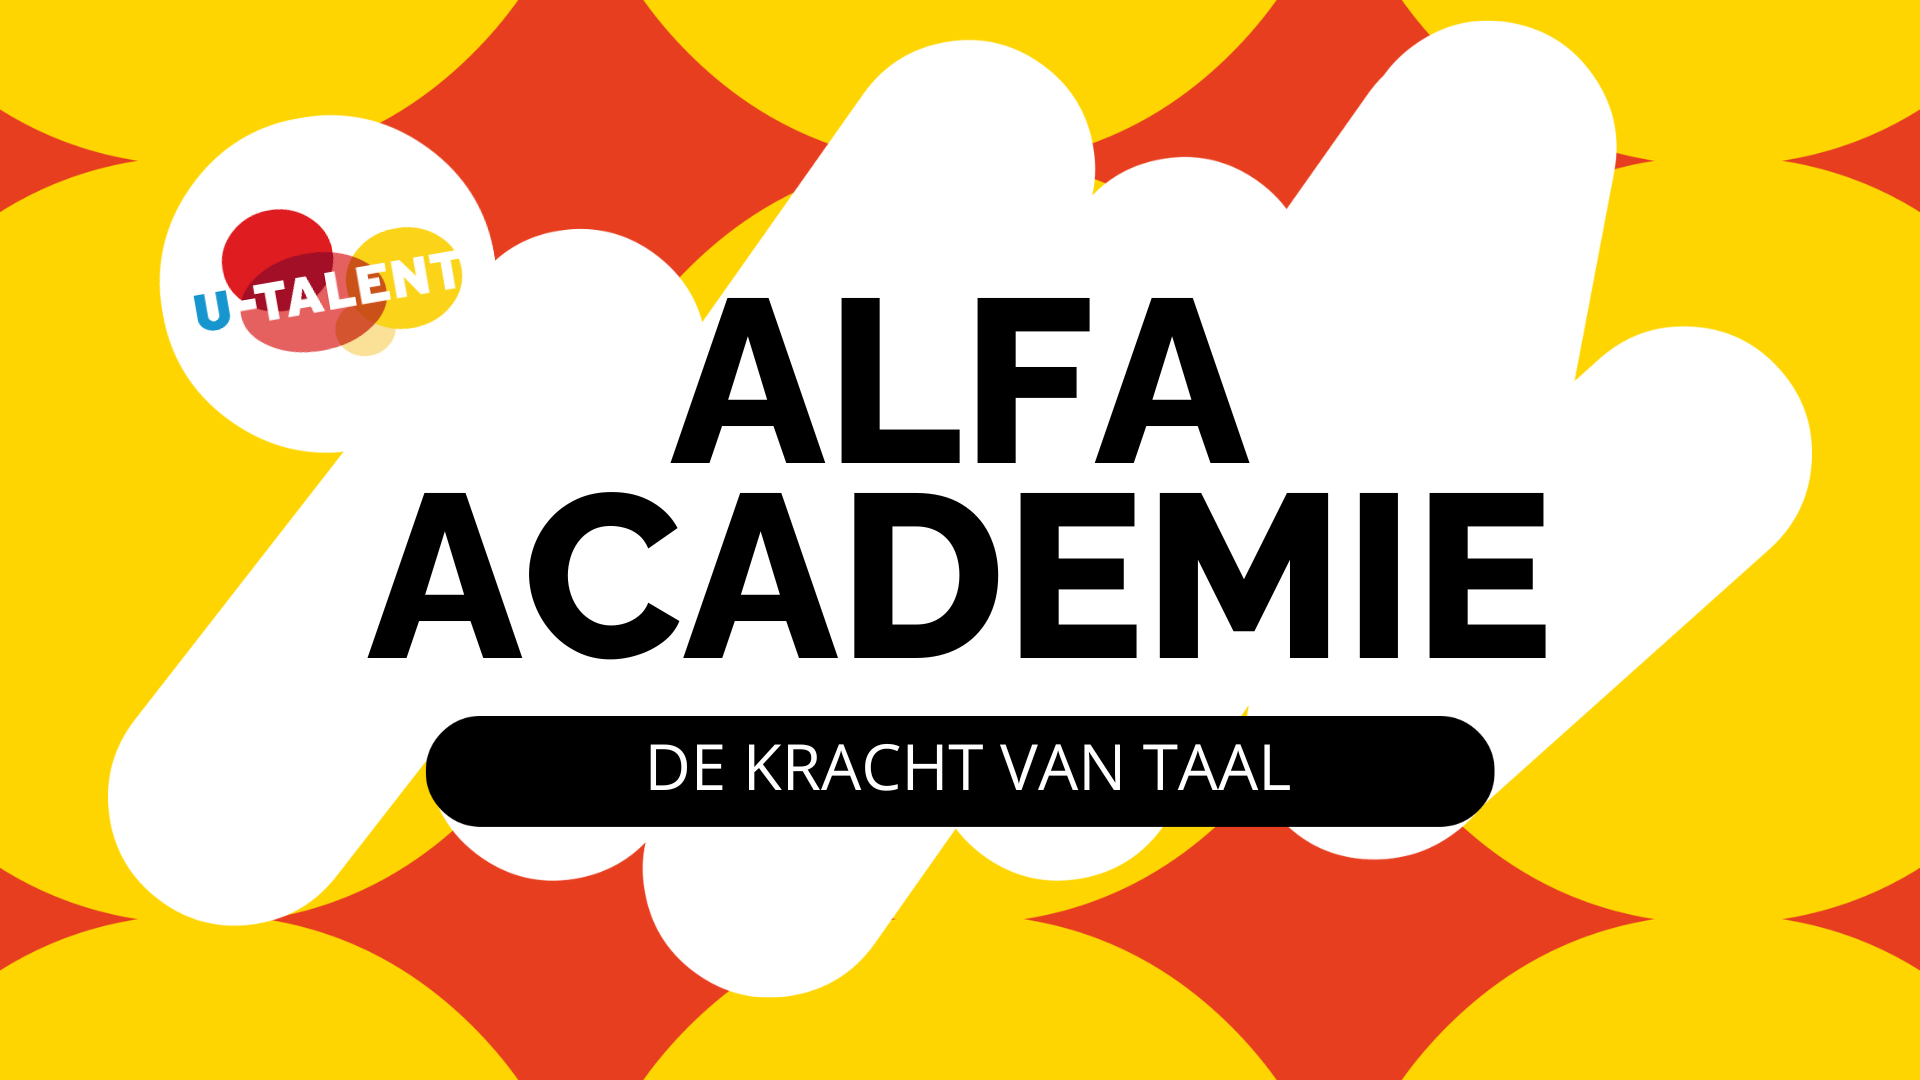 U-TALENT
ALFA
ACADEMIE
DE KRACHT VAN TAAL